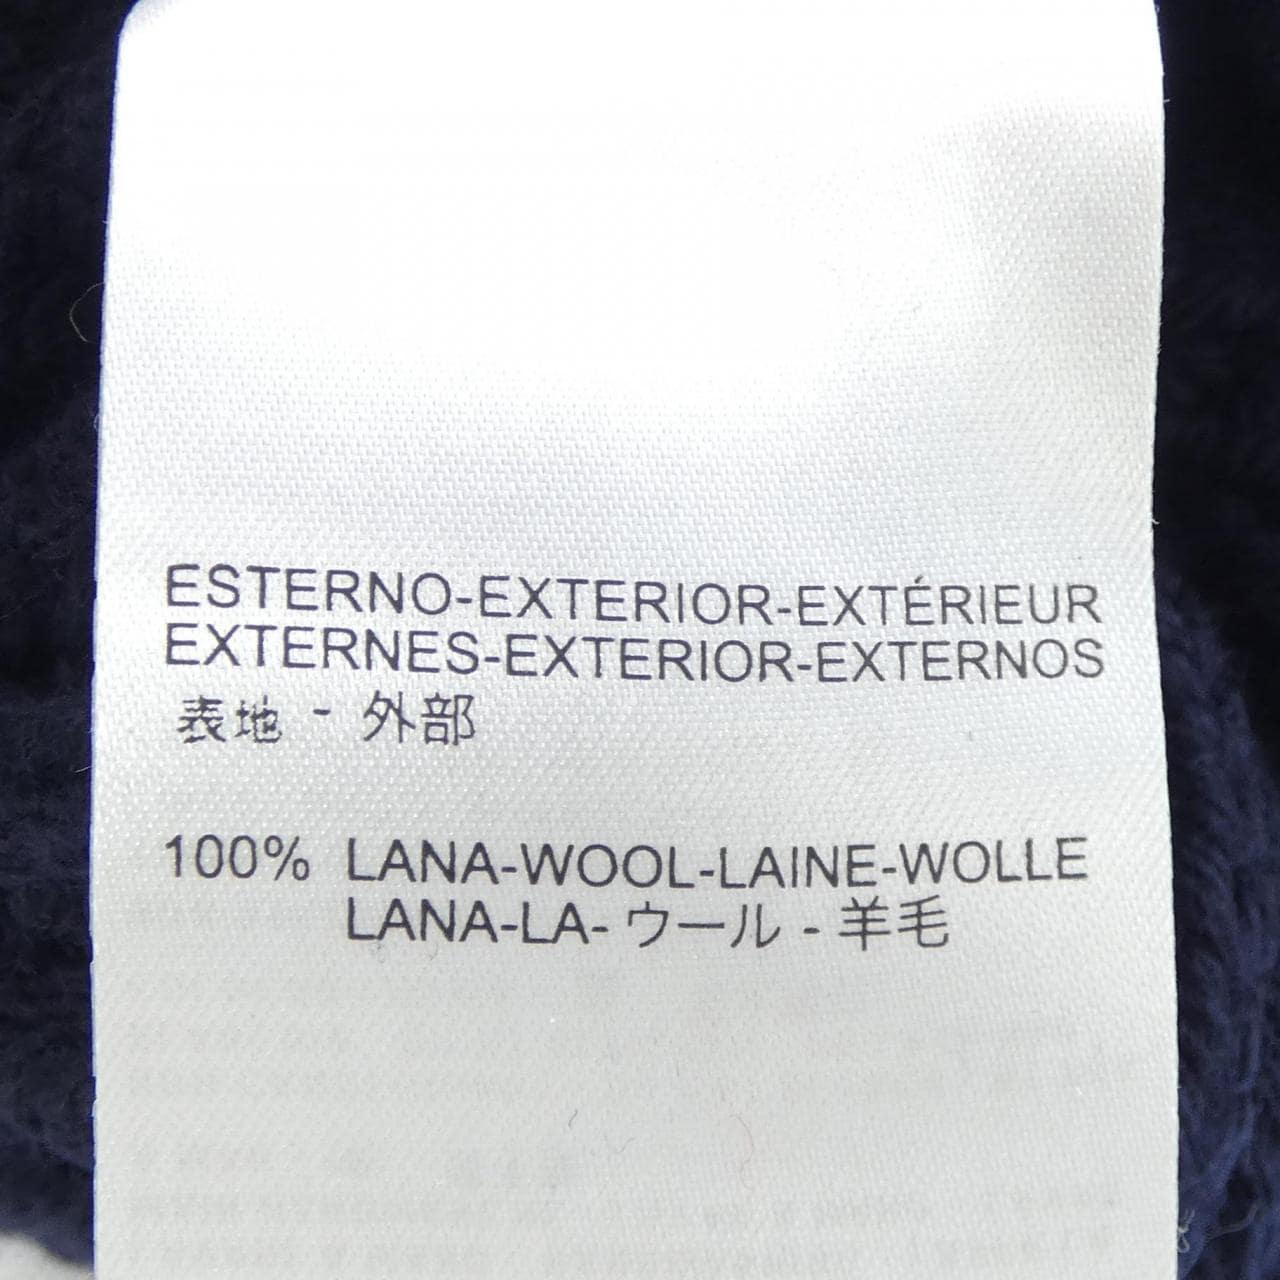 ESTERNO-EXTERIOR-EXTÉRIEUR
EXTERNES-EXTERIOR-EXTERNOS
表地 - 外部
100% LANA-WOOL-LAINE-WOLLE
LANA-LA-ウール - 羊毛